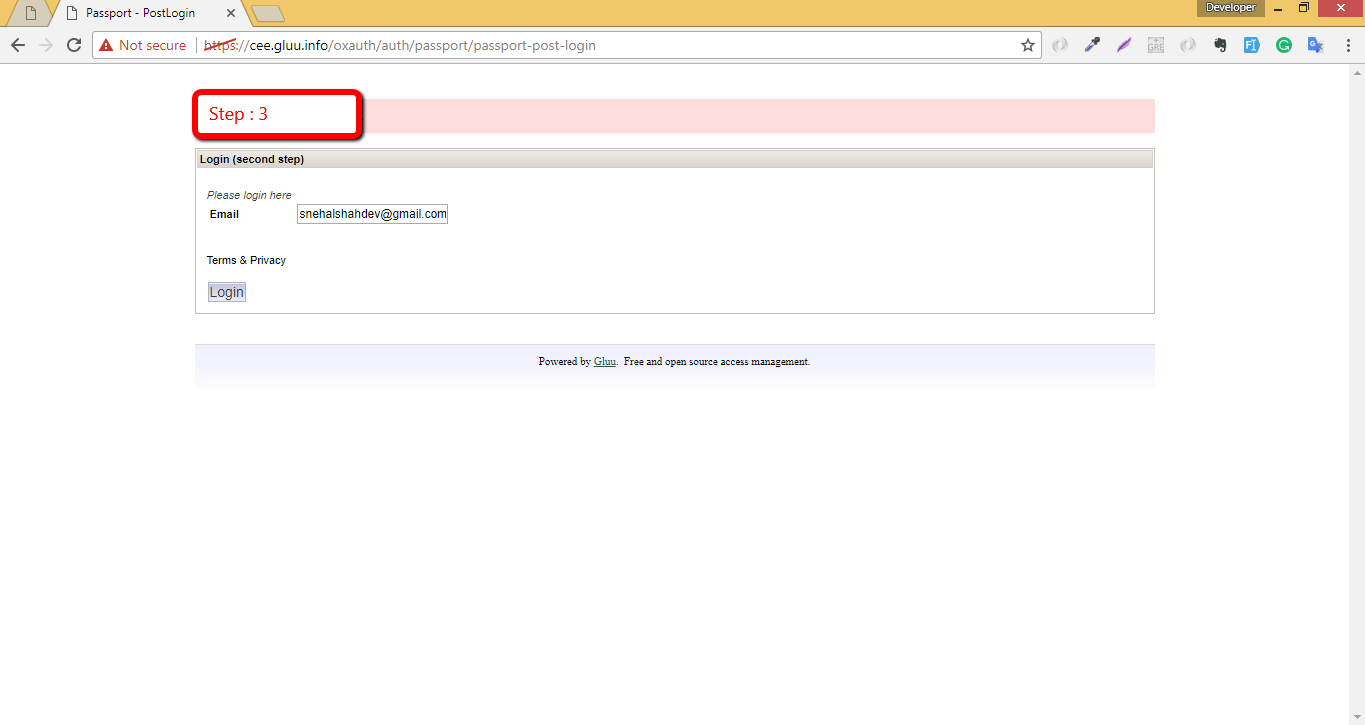 Developer
Passport - PostLogin
Not secure
https://cee.gluu.info/oxauth/auth/passport/passport-post-login
GRE
Step : 3
Login (second step)
Please login here
Email
snehalshahdev@gmail.com
Terms & Privacy
Login
Powered by Gluu. Free and open source access management.